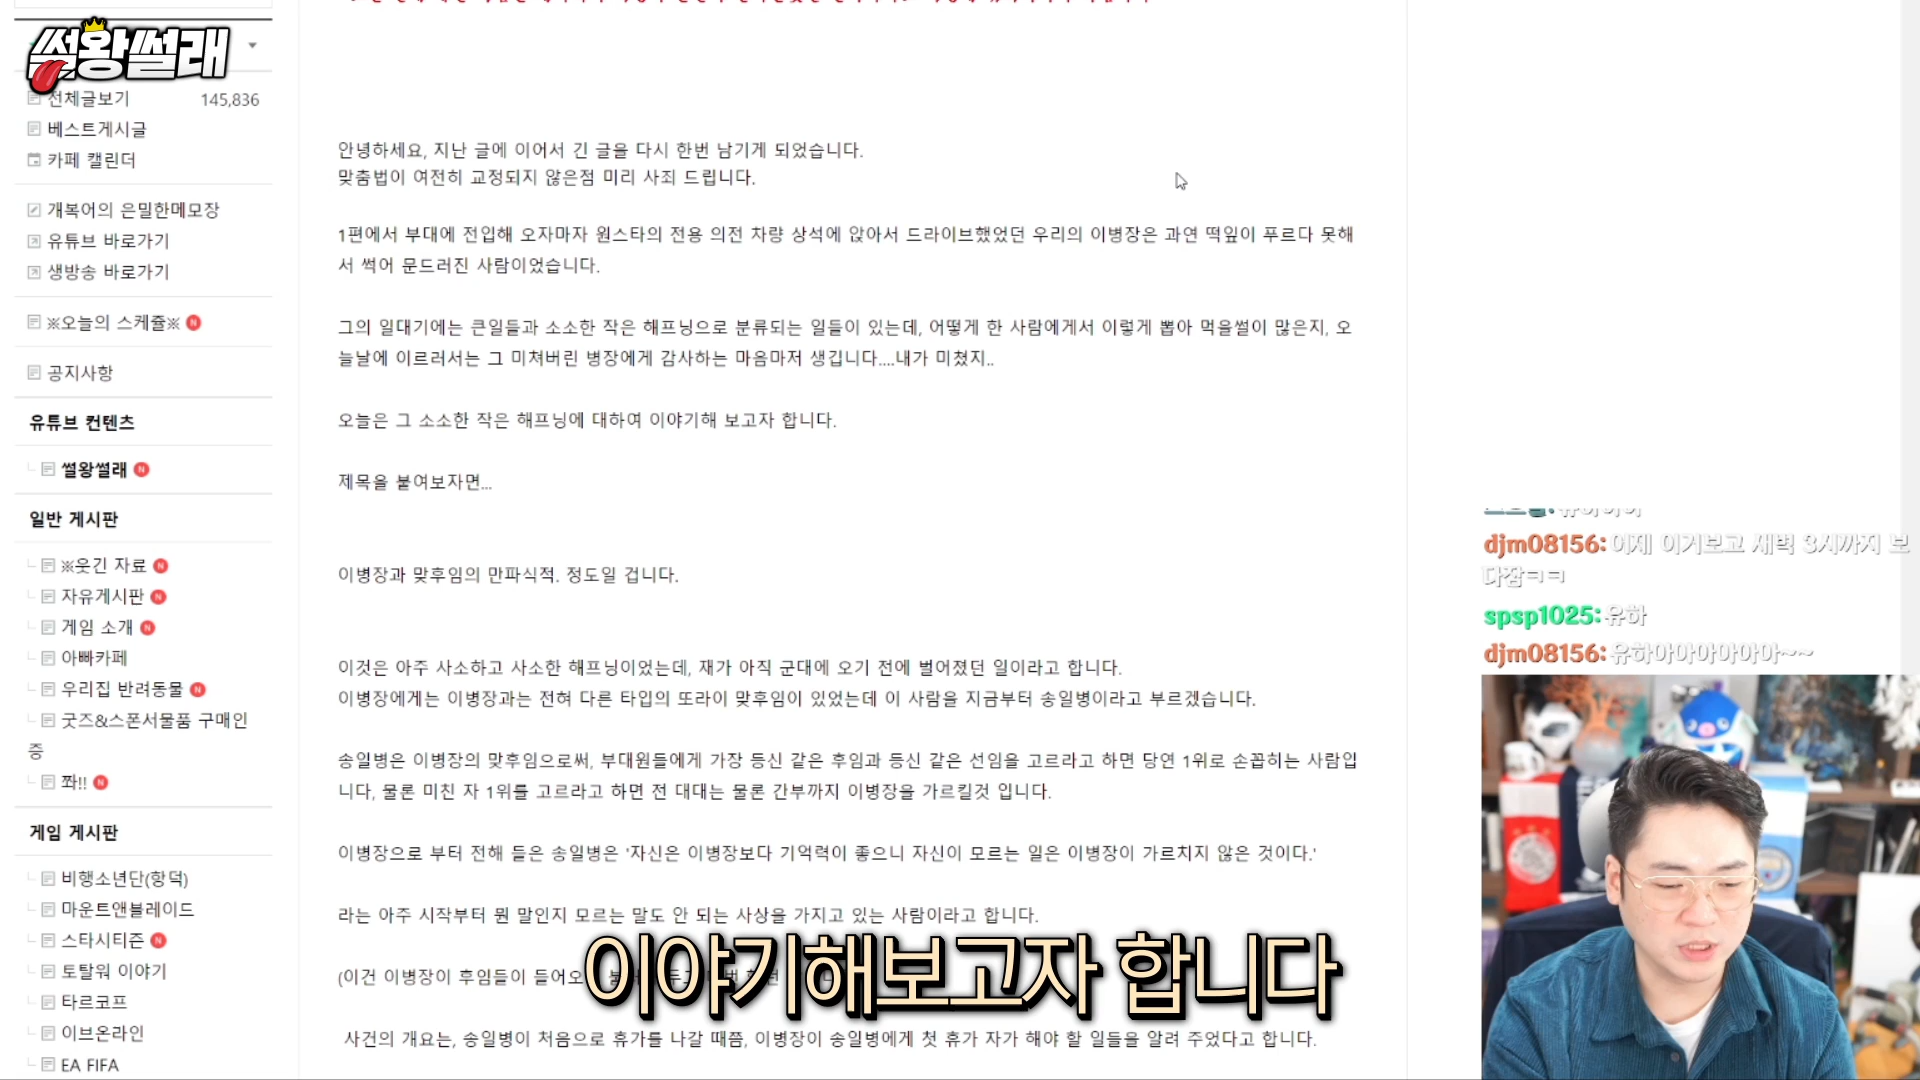 썰왕썰래
전체글보기 145,836
베스트게시글
카페 캘린더
개복어의 은밀한메모장
유튜브 바로가기
생방송 바로가기
※오늘의 스케쥴※ N
공지사항
유튜브 컨텐츠
썰왕썰래 N
일반 게시판
※웃긴 자료 N
자유게시판 N
게임 소개 N
아빠카페
우리집 반려동물 N
굿즈&스폰서물품 구매인
증
쫘!! N
게임 게시판
비행소년단(항덕)
마운트앤블레이드
스타시티즌 N
토탈워 이야기
타르코프
이브온라인
EA FIFA
안녕하세요, 지난 글에 이어서 긴 글을 다시 한번 남기게 되었습니다.
맞춤법이 여전히 교정되지 않은점 미리 사죄 드립니다.
1편에서 부대에 전입해 오자마자 원스타의 전용 의전 차량 상석에 앉아서 드라이브했었던 우리의 이병장은 과연 떡잎이 푸르다 못해
서 썩어 문드러진 사람이었습니다.
그의 일대기에는 큰일들과 소소한 작은 해프닝으로 분류되는 일들이 있는데, 어떻게 한 사람에게서 이렇게 뽑아 먹을썰이 많은지, 오
늘날에 이르러서는 그 미쳐버린 병장에게 감사하는 마음마저 생깁니다....내가 미쳤지..
오늘은 그 소소한 작은 해프닝에 대하여 이야기해 보고자 합니다.
제목을 붙여보자면...
이병장과 맞후임의 만파식적. 정도일 겁니다.
이것은 아주 사소하고 사소한 해프닝이었는데, 재가 아직 군대에 오기 전에 벌어졌던 일이라고 합니다.
이병장에게는 이병장과는 전혀 다른 타입의 또라이 맞후임이 있었는데 이 사람을 지금부터 송일병이라고 부르겠습니다.
송일병은 이병장의 맞후임으로써, 부대원들에게 가장 등신 같은 후임과 등신 같은 선임을 고르라고 하면 당연 1위로 손꼽히는 사람입
니다, 물론 미친 자 1위를 고르라고 하면 전 대대는 물론 간부까지 이병장을 가르킬것 입니다.
이병장으로 부터 전해 들은 송일병은 '자신은 이병장보다 기억력이 좋으니 자신이 모르는 일은 이병장이 가르치지 않은 것이다.'
라는 아주 시작부터 뭔 말인지 모르는 말도 안 되는 사상을 가지고 있는 사람이라고 합니다.
(이건 이병장이 후임들이 들어오
이야기해보고자 합니다
사건의 개요는, 송일병이 처음으로 휴가를 나갈 때쯤, 이병장이 송일병에게 첫 휴가 자가 해야 할 일들을 알려 주었다고 합니다.
djm08156: 이제 이거보고 새벽 3시까지 보
다잠ㅋㅋ
spsp1025: 유하
djm08156: 유하아아아아아아~~